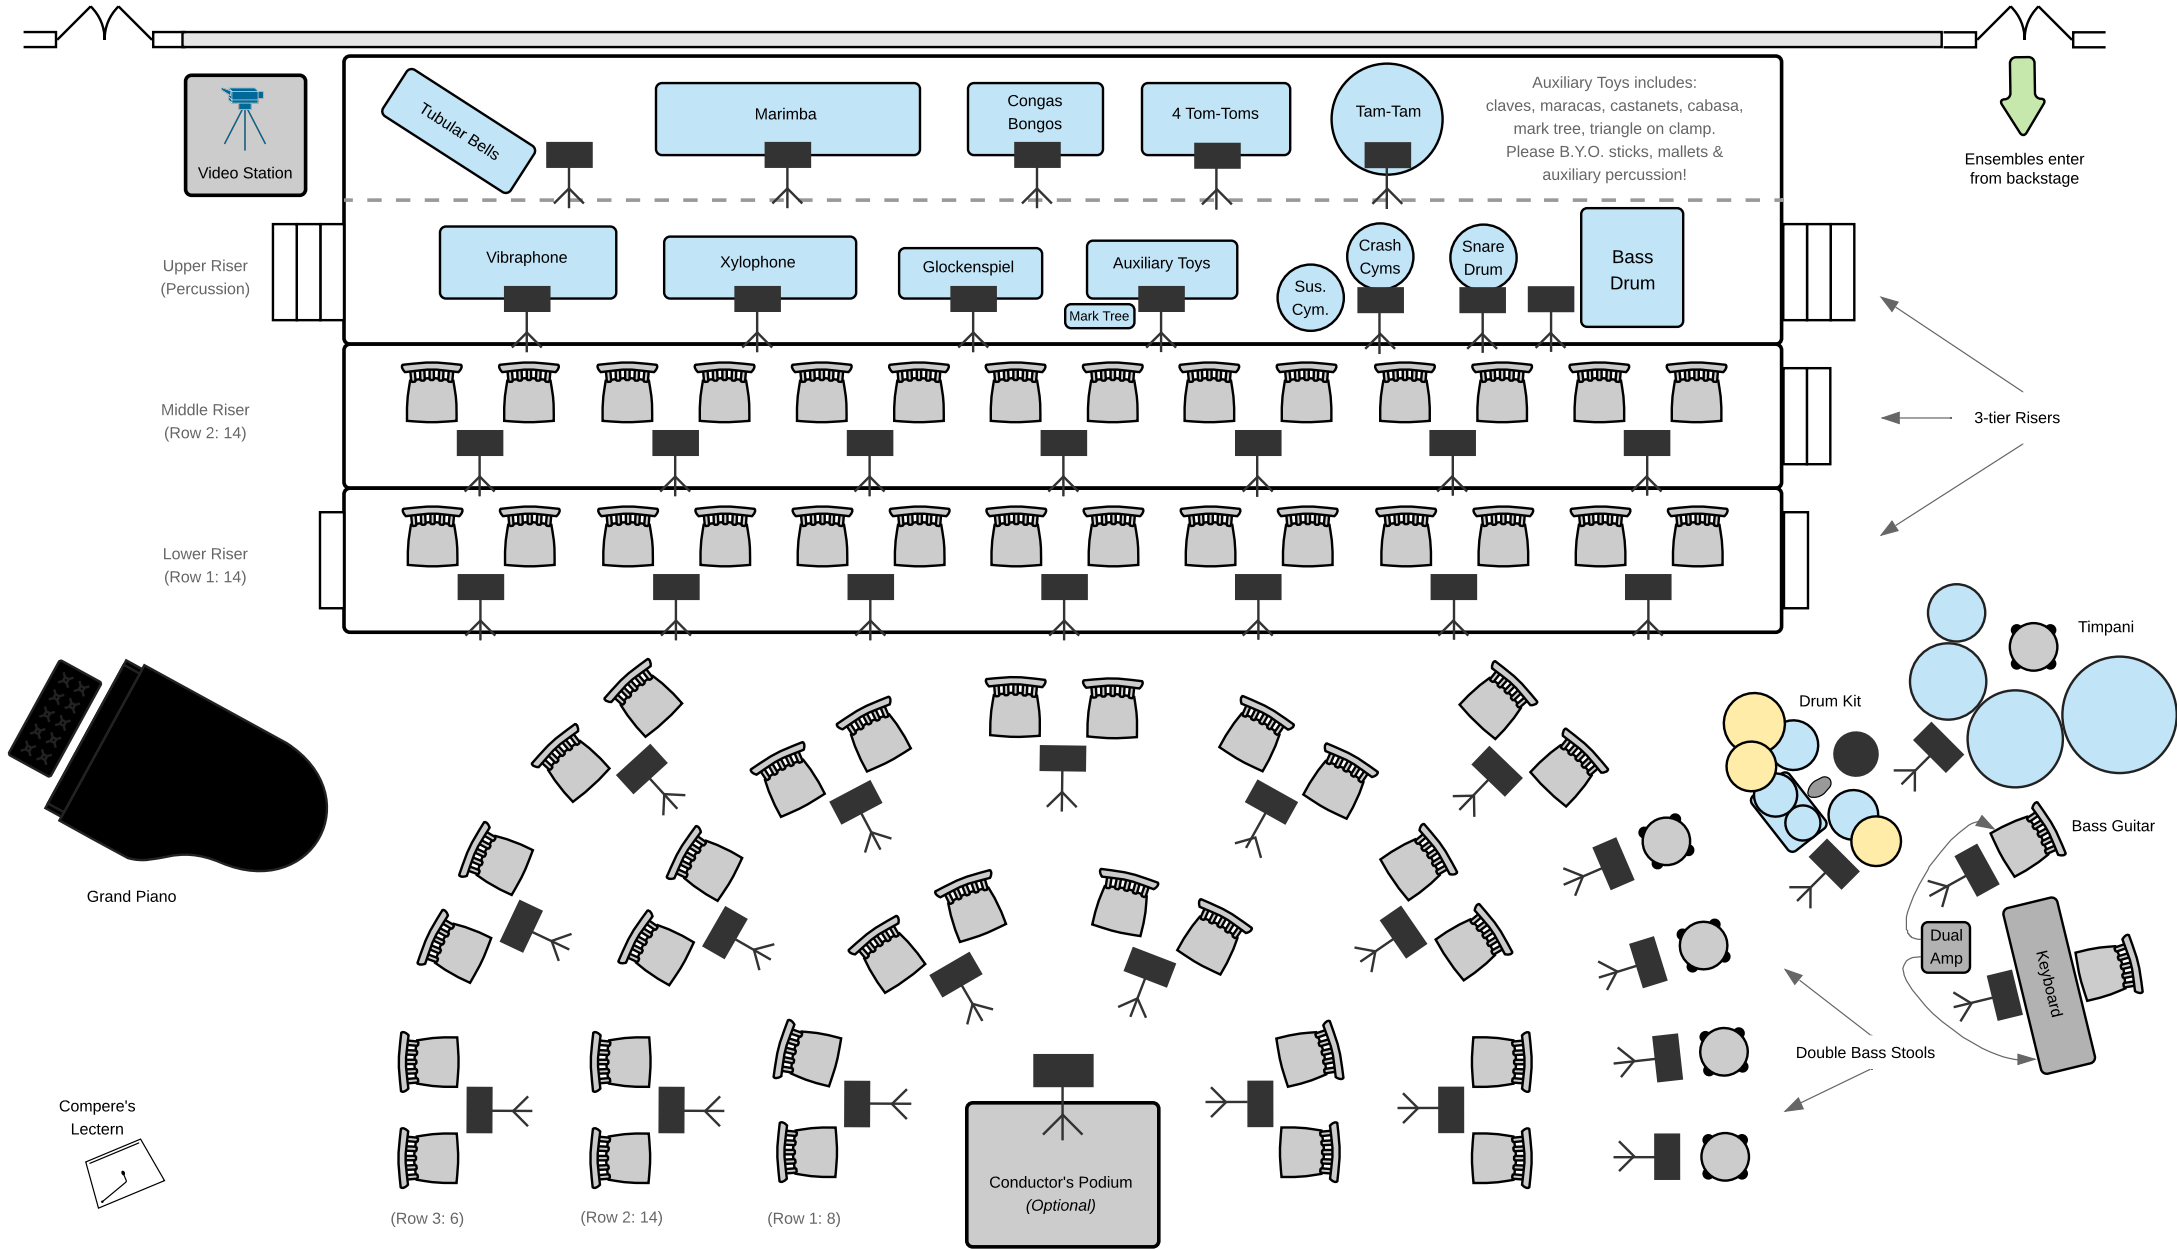 Video Station
Tubular Bells
Marimba
Congas
Bongos
4 Tom-Toms
Tam-Tam
Auxiliary Toys includes:
claves, maracas, castanets, cabasa,
mark tree, triangle on clamp.
Please B.Y.O. sticks, mallets &
auxiliary percussion!
Ensembles enter
from backstage
Upper Riser
(Percussion)
Vibraphone
Xylophone
Glockenspiel
Auxiliary Toys
Mark Tree
Sus.
Cym.
Crash
Cyms
Snare
Drum
Bass
Drum
Middle Riser
(Row 2: 14)
3-tier Risers
Lower Riser
(Row 1: 14)
Timpani
Drum Kit
Bass Guitar
Grand Piano
Dual
Amp
Keyboard
Double Bass Stools
Compere's
Lectern
Conductor's Podium
(Optional)
(Row 3: 6)
(Row 2: 14)
(Row 1: 8)